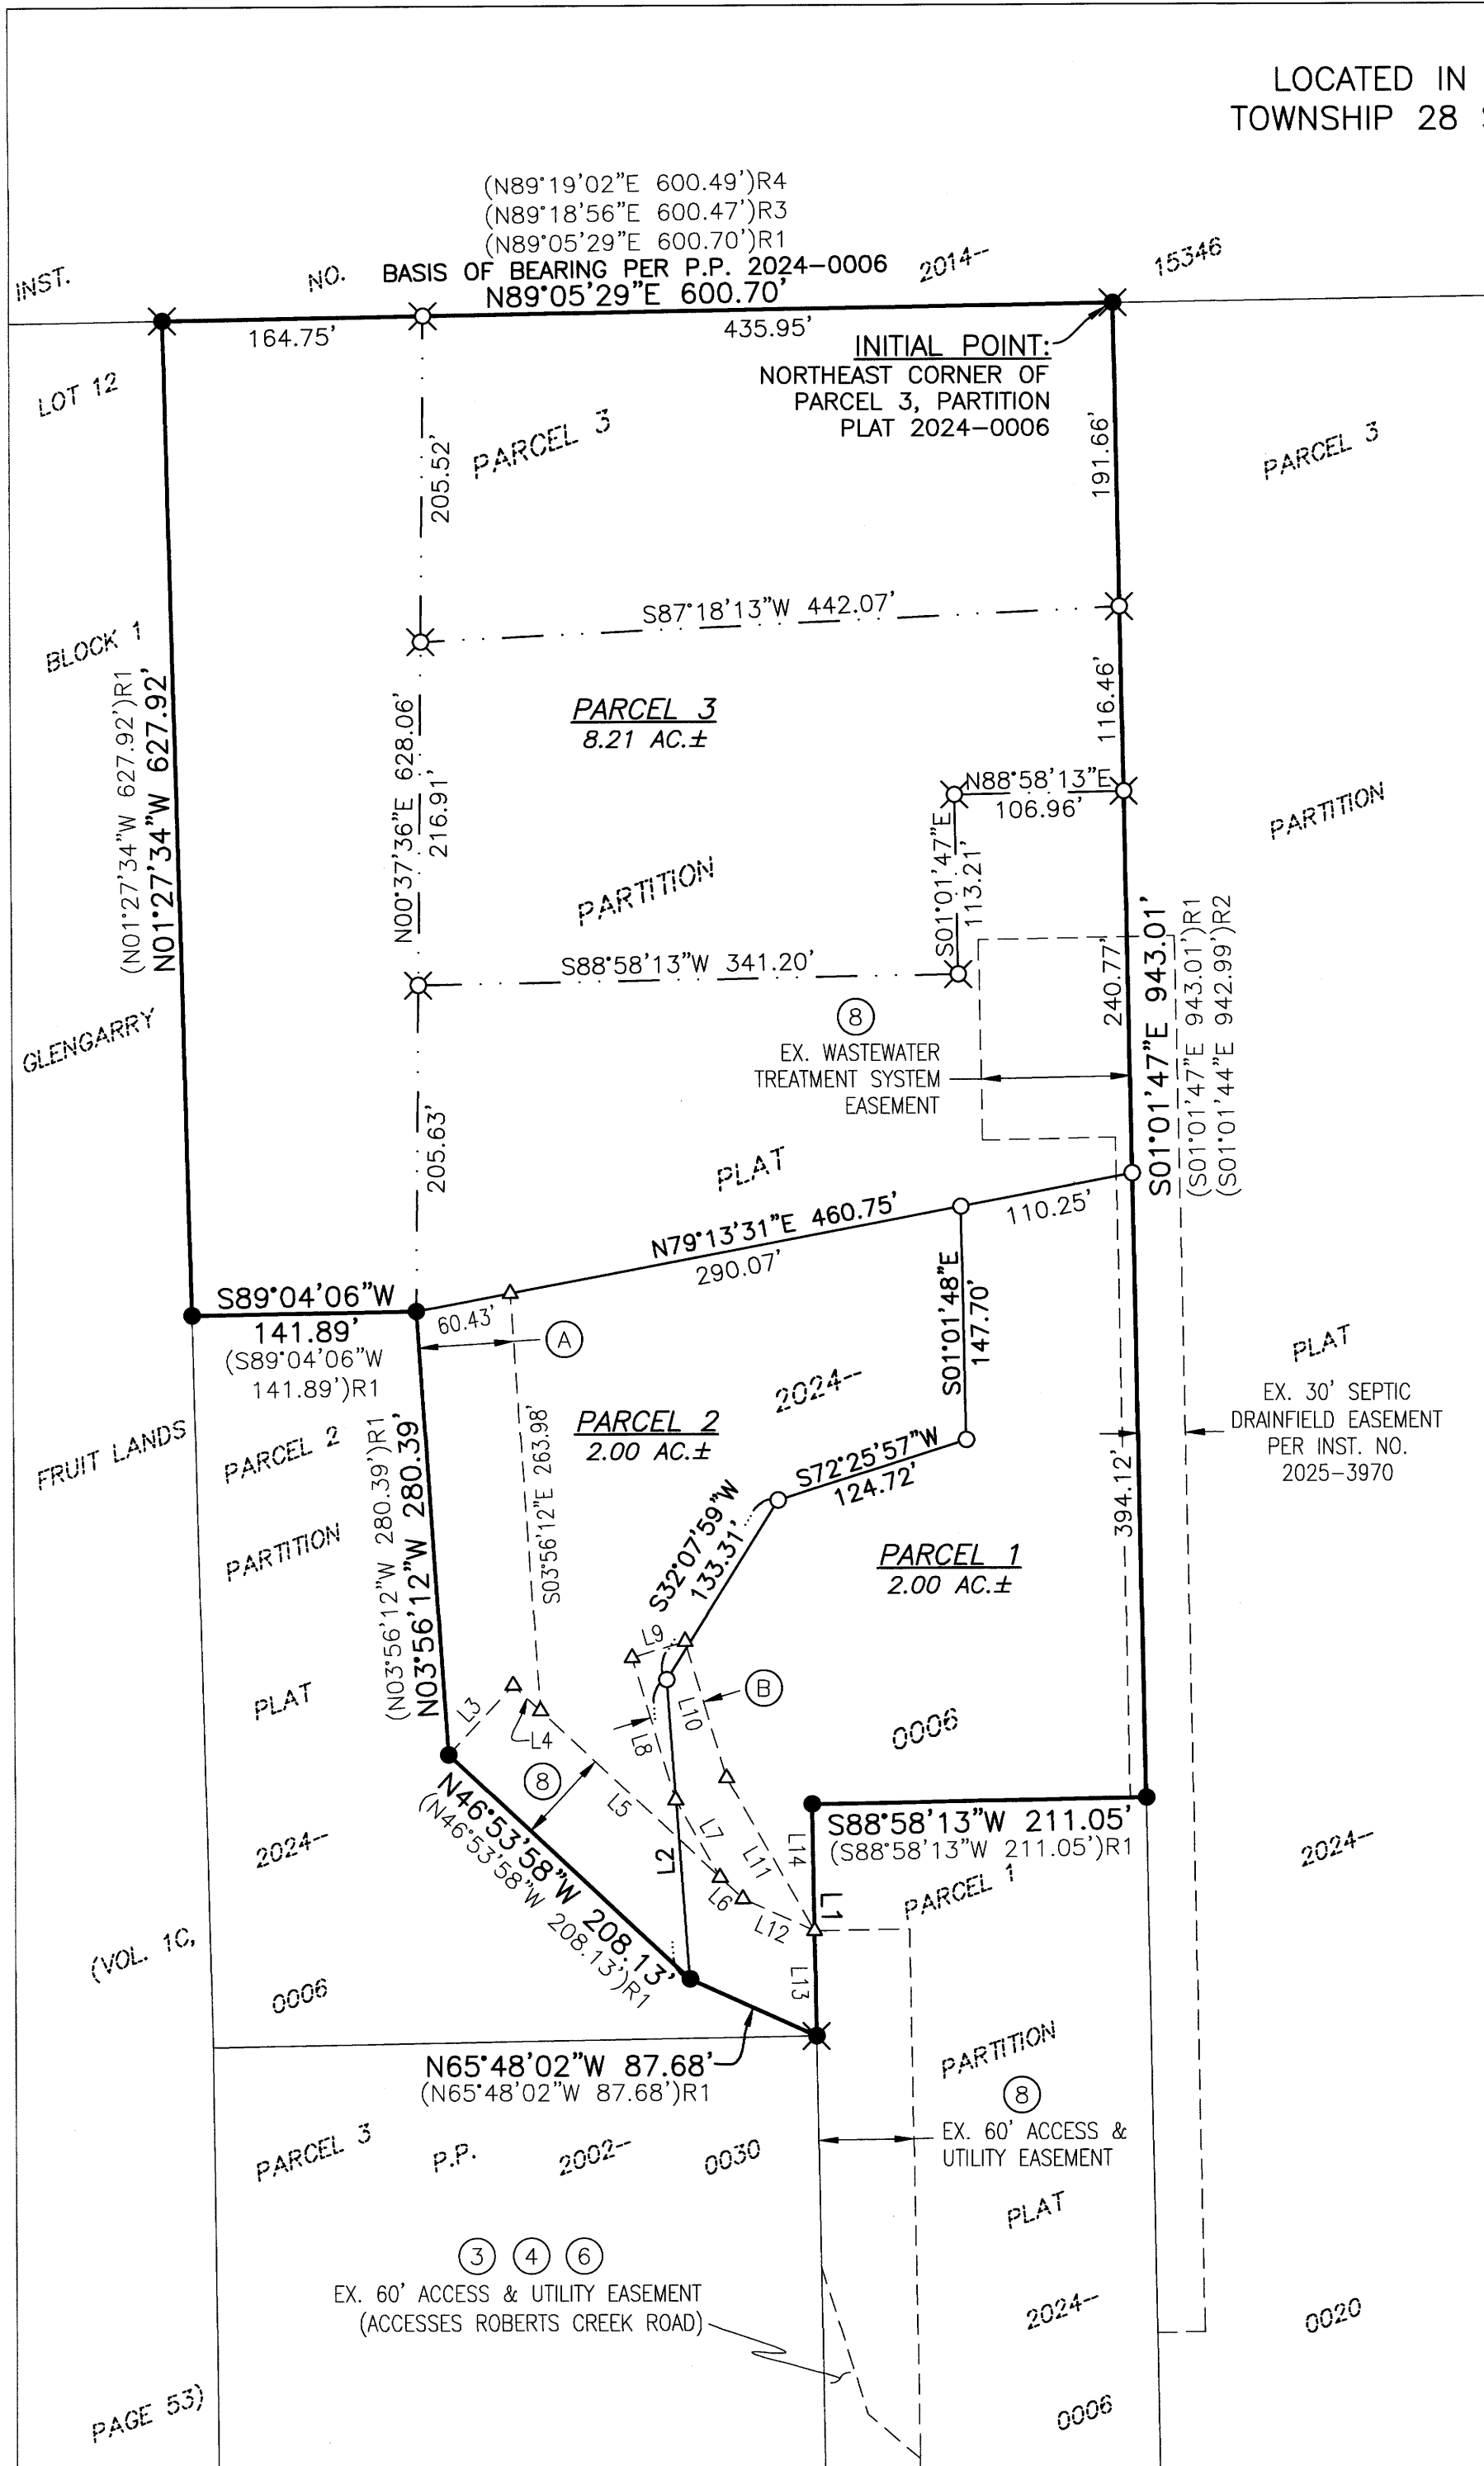 LOCATED IN
TOWNSHIP 28
(N89°19'02"E 600.49')R4
(N89°18'56"E 600.47')R3
(N89°05'29"E 600.70')R1
INST.
NO.
BASIS OF BEARING PER P.P. 2024-0006
2014-
15346
N89°05'29"E 600.70'
164.75'
435.95'
INITIAL POINT:
NORTHEAST CORNER OF
PARCEL 3, PARTITION
PLAT 2024-0006
LOT 12
PARCEL 3
205.52'
191.66'
PARCEL 3
S87°18'13"W 442.07'
BLOCK 1
(N01°27'34"W 627.92')R1
N01°27'34"W 627.92'
PARCEL 3
8.21 AC.±
N00°37'36"E 628.06'
216.91'
116.46'
N88°58'13"E
106.96'
PARTITION
S01°01'47"E
113.21'
PARTITION
S88°58'13"W 341.20'
240.77'
S01°01'47"E 943.01'
(S01°01'47"E 943.01')R1
(S01°01'44"E 942.99')R2
GLENGARRY
8
EX. WASTEWATER
TREATMENT SYSTEM
EASEMENT
205.63'
PLAT
N79°13'31"E 460.75'
290.07'
110.25'
S89°04'06"W
141.89'
(S89°04'06"W
141.89')R1
60.43'
A
S01°01'48"E
147.70'
PLAT
EX. 30' SEPTIC
DRAINFIELD EASEMENT
PER INST. NO.
2025-3970
2024-
FRUIT LANDS
PARCEL 2
PARCEL 2
2.00 AC.±
(N03°56'12"W 280.39')R1
N03°56'12"W 280.39'
S03°56'12"E 263.98'
S72°25'57"W
124.72'
394.12'
S32°07'59"W
133.31'
PARTITION
PARCEL 1
2.00 AC.±
L9
B
L10
L3
L4
L8
PLAT
0006
8
N46°53'58"W 208.13'
(N46°53'58"W 208.13')R1
L5
L7
L2
L11
L6
L12
L14
L1
L13
S88°58'13"W 211.05'
(S88°58'13"W 211.05')R1
PARCEL 1
2024-
2024-
(VOL. 1C,
0006
N65°48'02"W 87.68'
(N65°48'02"W 87.68')R1
PARTITION
8
EX. 60' ACCESS &
UTILITY EASEMENT
PARCEL 3
P.P.
2002-
0030
PLAT
3 4 6
EX. 60' ACCESS & UTILITY EASEMENT
(ACCESSES ROBERTS CREEK ROAD)
2024-
0020
PAGE 53)
0006